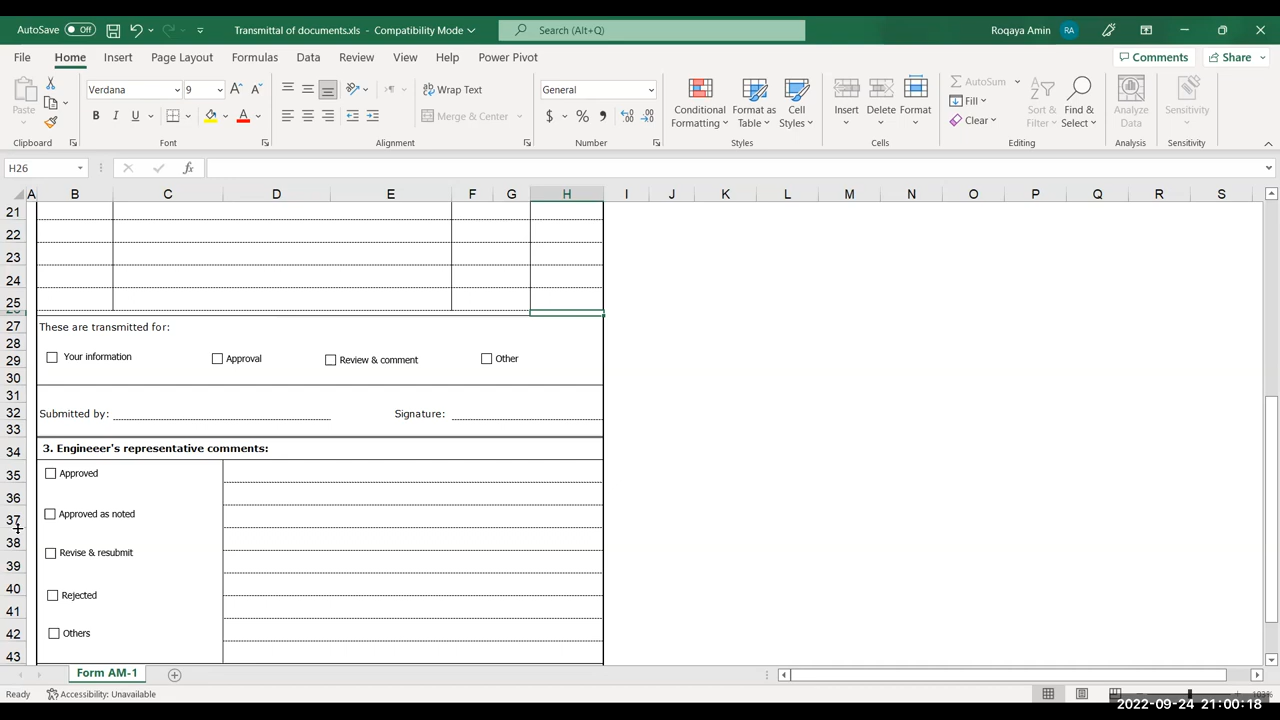 AutoSave Off Transmittal of documents.xls - Compatibility Mode Search (Alt+Q) Roqaya Amin RA
File Home Insert Page Layout Formulas Data Review View Help Power Pivot Comments Share
Paste Verdana 9 Wrap Text General Conditional Formatting Format as Table Cell Styles Insert Delete Format AutoSum Sort & Filter Find & Select Analyze Data Sensitivity
B I U A Merge & Center $ % Fill Clear
Clipboard Font Alignment Number Styles Cells Editing Analysis Sensitivity
H26 fx
A B C D E F G H I J K L M N O P Q R S
21
22
23
24
25
27 These are transmitted for:
28
29 Your information Approval Review & comment Other
30
31
32 Submitted by: Signature:
33
34 3. Engineeer's representative comments:
35 Approved
36
37 Approved as noted
38
39 Revise & resubmit
40 Rejected
41
42 Others
43
Form AM-1
Ready Accessibility: Unavailable
2022-09-24 21:00:18